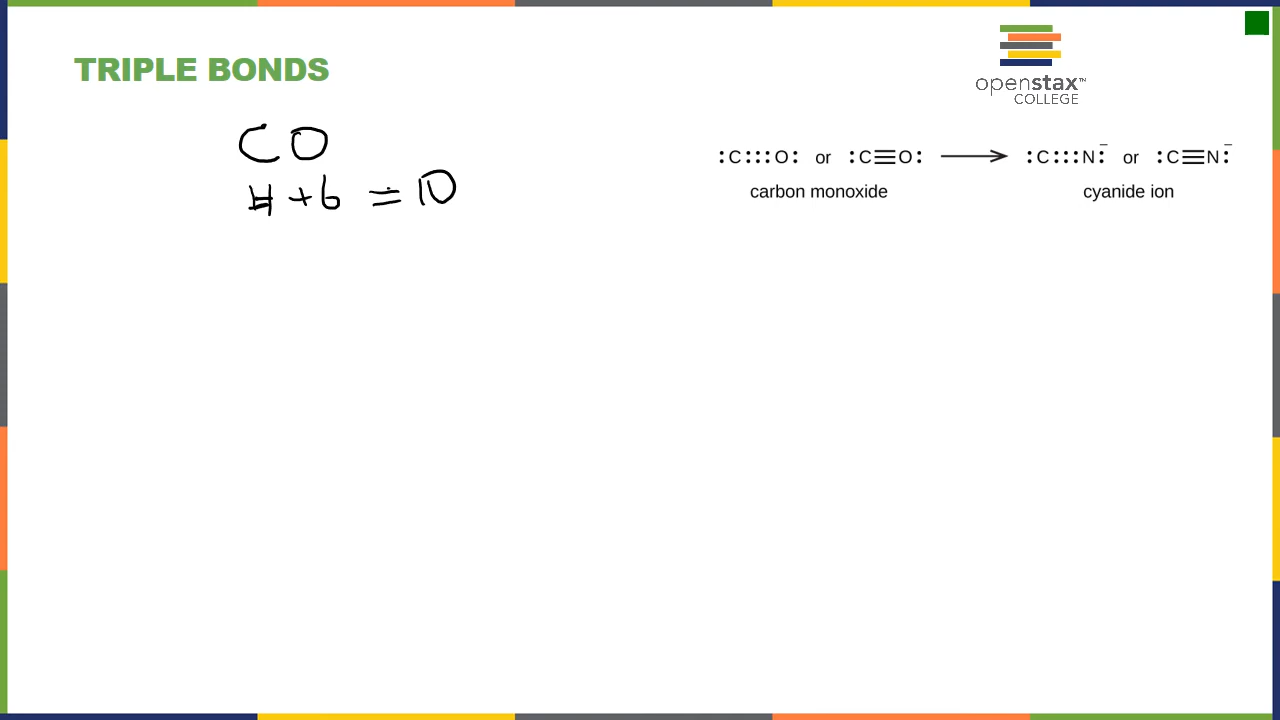 TRIPLE BONDS
openstax™
COLLEGE
CO
4+6 = 10
:C:::O: or :C≡O: ⟶ :C:::N:⁻ or :C≡N:⁻
carbon monoxide cyanide ion